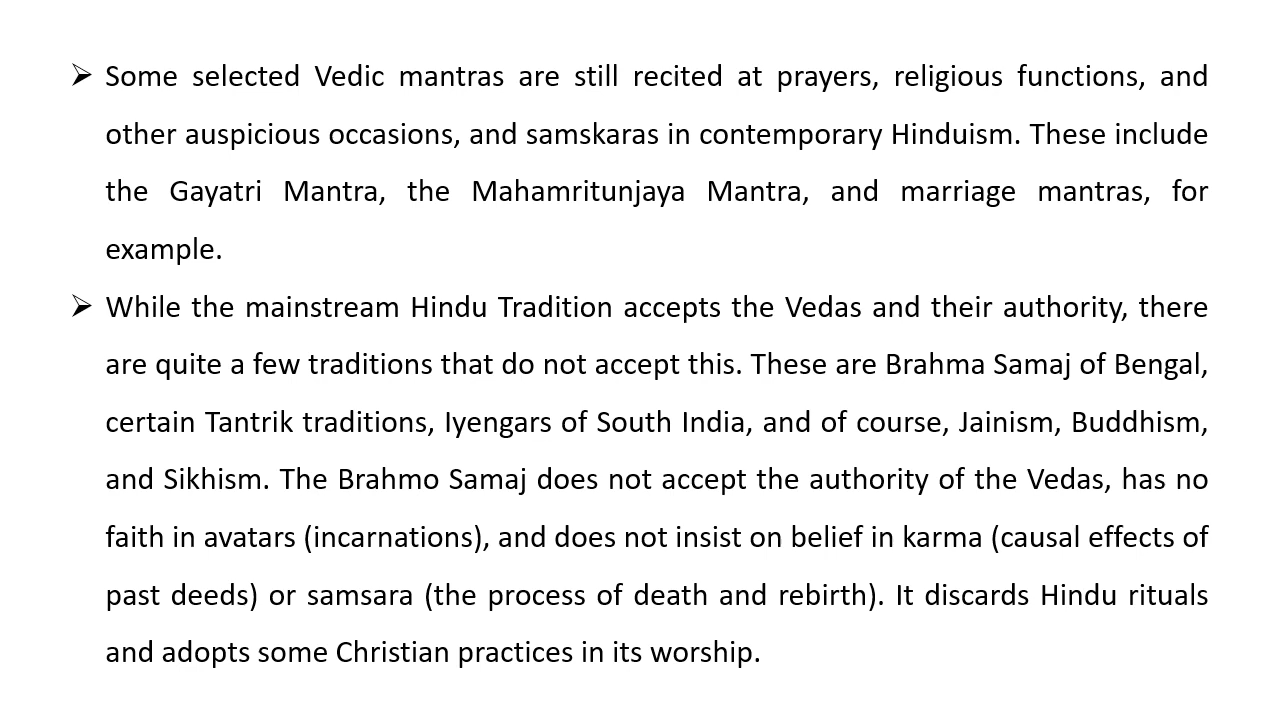 ➢ Some selected Vedic mantras are still recited at prayers, religious functions, and
other auspicious occasions, and samskaras in contemporary Hinduism. These include
the Gayatri Mantra, the Mahamritunjaya Mantra, and marriage mantras, for
example.
➢ While the mainstream Hindu Tradition accepts the Vedas and their authority, there
are quite a few traditions that do not accept this. These are Brahma Samaj of Bengal,
certain Tantrik traditions, Iyengars of South India, and of course, Jainism, Buddhism,
and Sikhism. The Brahmo Samaj does not accept the authority of the Vedas, has no
faith in avatars (incarnations), and does not insist on belief in karma (causal effects of
past deeds) or samsara (the process of death and rebirth). It discards Hindu rituals
and adopts some Christian practices in its worship.